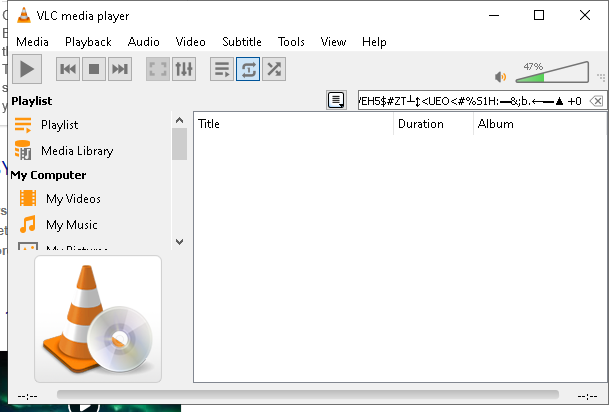 VLC media player
Media Playback Audio Video Subtitle Tools View Help
47%
Playlist
/EH5$#ZT┴↨<UEO<#%S1H:▬&;b.←▬▲ +0
Playlist
Media Library
My Computer
My Videos
My Music
My Pictures
Title Duration Album
--:-- --:--